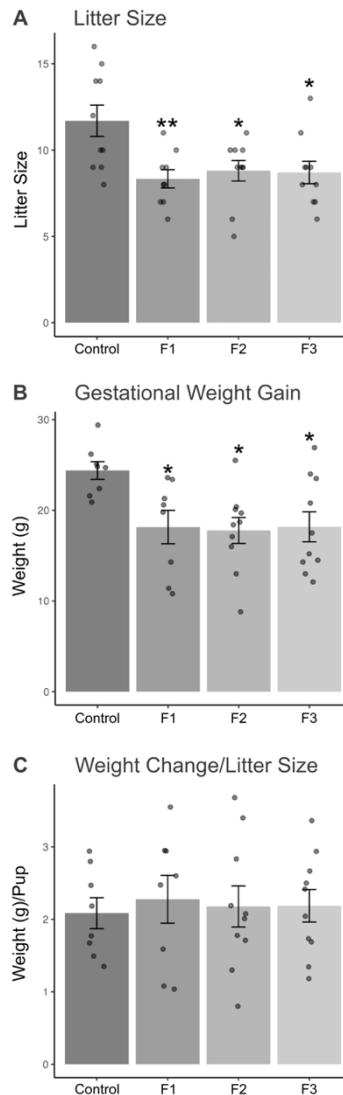 A Litter Size
15
10
5
0
Litter Size
**
*
*
Control F1 F2 F3
B Gestational Weight Gain
30
20
10
0
Weight (g)
*
*
*
Control F1 F2 F3
C Weight Change/Litter Size
3
2
1
0
Weight (g)/Pup
Control F1 F2 F3